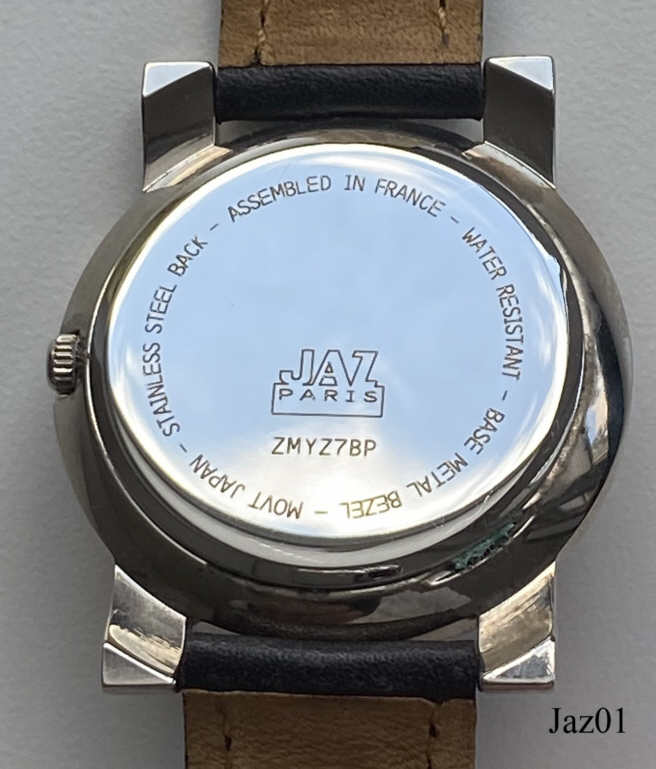 STAINLESS STEEL BACK - ASSEMBLED IN FRANCE - WATER RESISTANT - BASE METAL BEZEL - MOVT JAPAN -
JAZ
PARIS
ZMYZ7BP
Jaz01